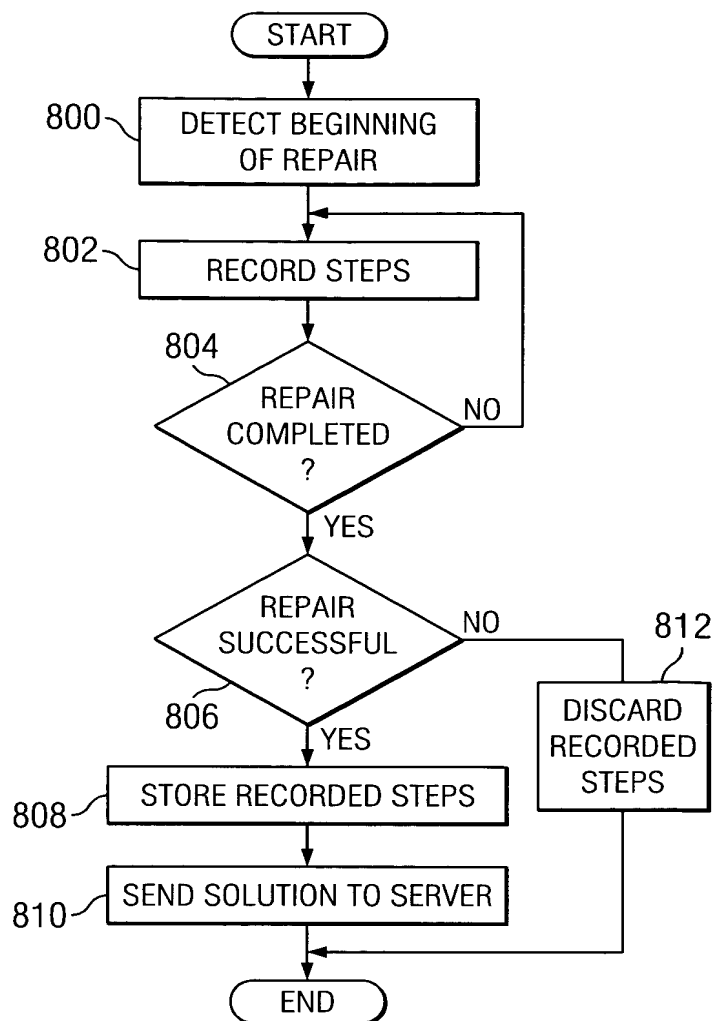 START
800
DETECT BEGINNING
OF REPAIR
802
RECORD STEPS
804
REPAIR
COMPLETED
?
NO
YES
REPAIR
SUCCESSFUL
?
NO
806
YES
812
DISCARD
RECORDED
STEPS
808
STORE RECORDED STEPS
810
SEND SOLUTION TO SERVER
END